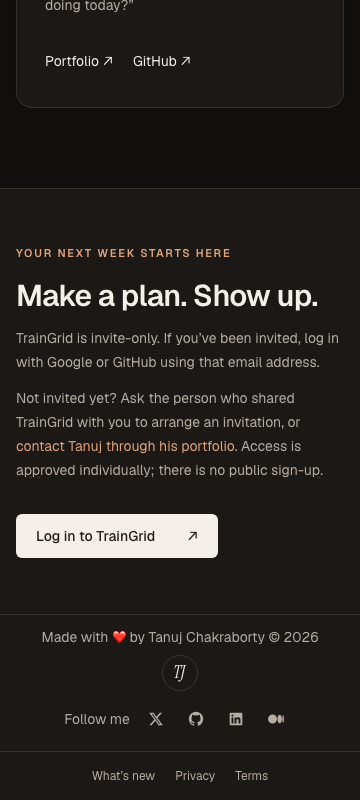 doing today?”
Portfolio ↗ GitHub ↗
YOUR NEXT WEEK STARTS HERE
Make a plan. Show up.
TrainGrid is invite-only. If you’ve been invited, log in
with Google or GitHub using that email address.
Not invited yet? Ask the person who shared
TrainGrid with you to arrange an invitation, or
contact Tanuj through his portfolio. Access is
approved individually; there is no public sign-up.
Log in to TrainGrid ↗
Made with ❤️ by Tanuj Chakraborty © 2026
TJ
Follow me
What’s new Privacy Terms